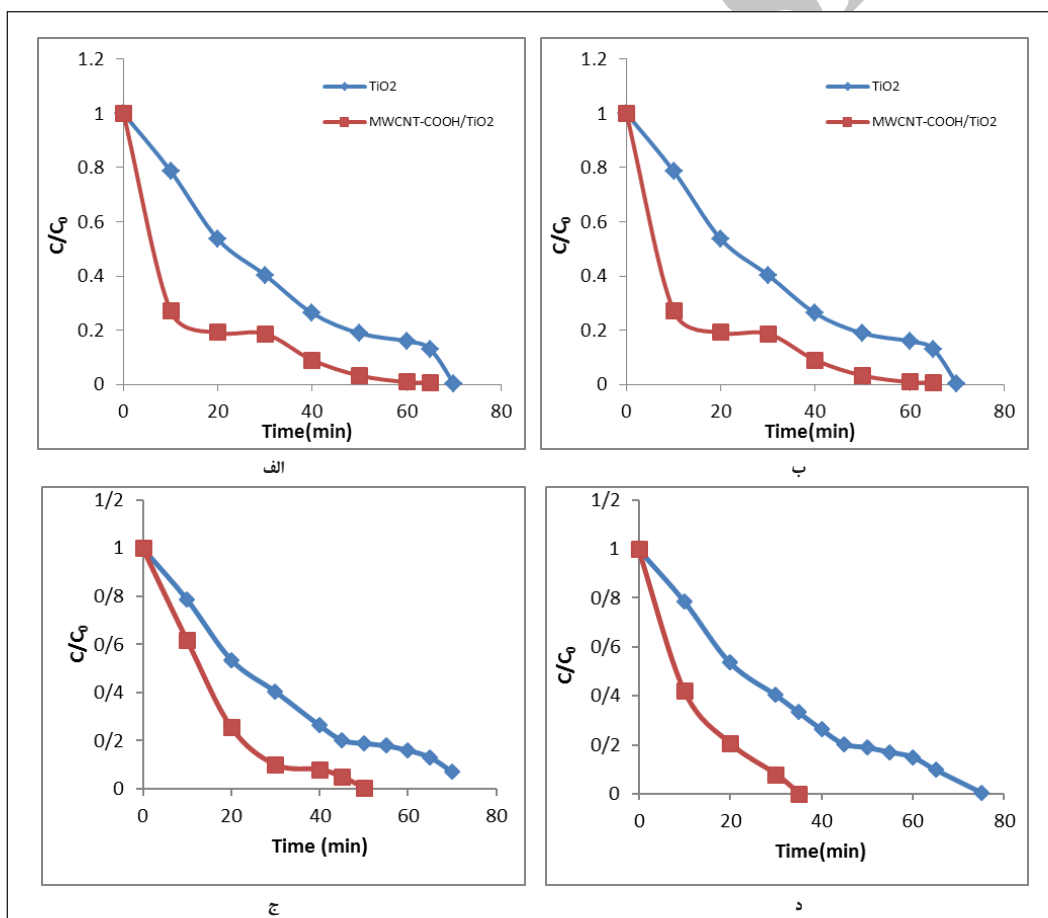 1.2
1
0.8
0.6
0.4
0.2
0
C/C₀
TiO2
MWCNT-COOH/TiO2
0 20 40 60 80
Time(min)
الف
1.2
1
0.8
0.6
0.4
0.2
0
C/C₀
TiO2
MWCNT-COOH/TiO2
0 20 40 60 80
Time(min)
ب
1/2
1
0/8
0/6
0/4
0/2
0
C/C₀
0 20 40 60 80
Time (min)
ج
1/2
1
0/8
0/6
0/4
0/2
0
C/C₀
0 20 40 60 80
Time(min)
د